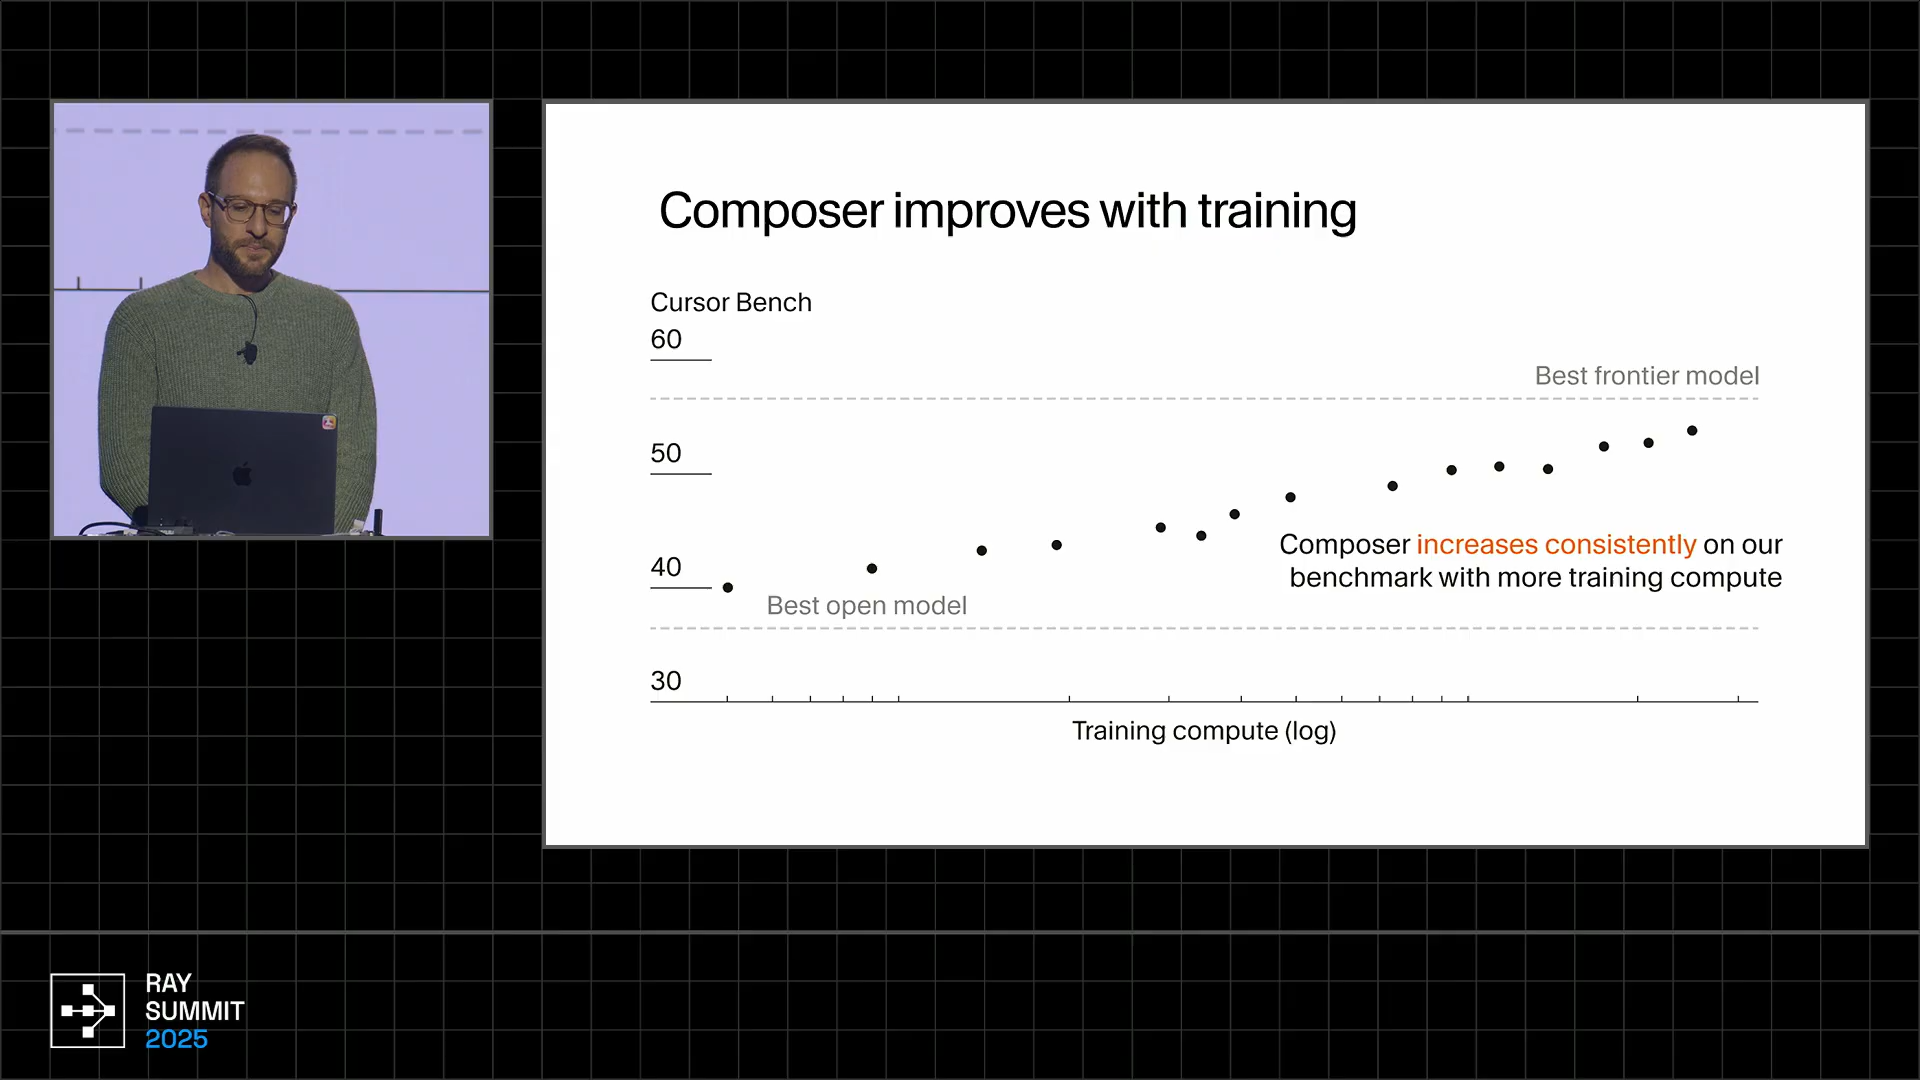 Composer improves with training
Cursor Bench
60
Best frontier model
50
Composer increases consistently on our
benchmark with more training compute
40
Best open model
30
Training compute (log)
RAY
SUMMIT
2025